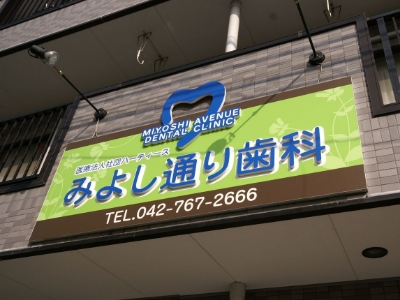 MIYOSHI AVENUE
DENTAL CLINIC
医療法人社団ハーティース
みよし通り歯科
TEL.042-767-2666